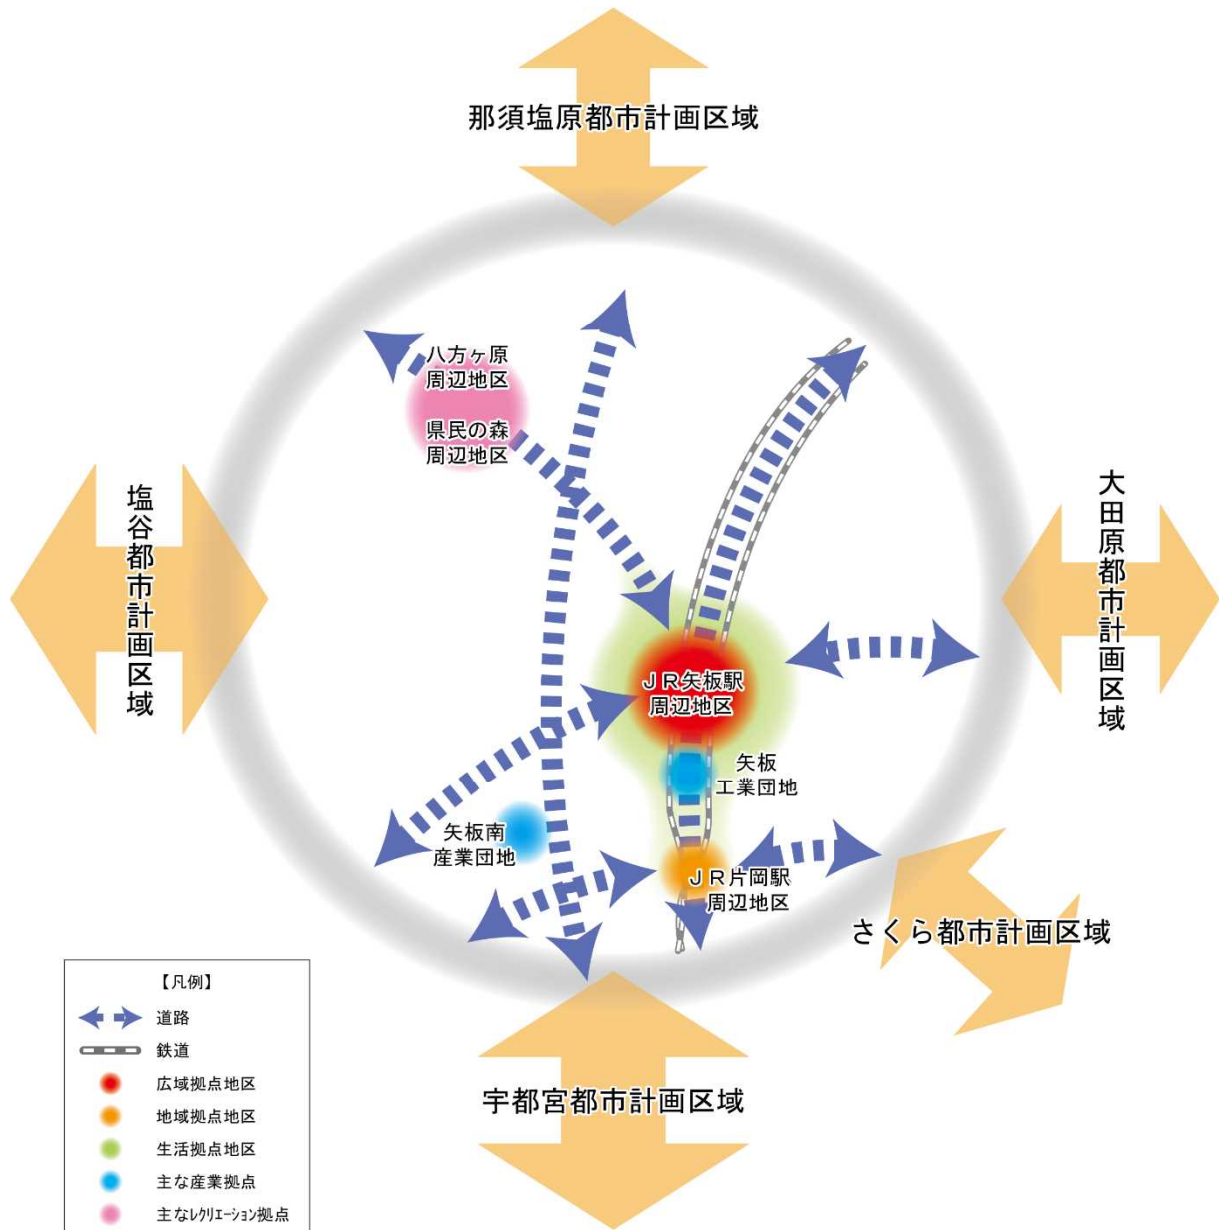 那須塩原都市計画区域
八方ヶ原
周辺地区
県民の森
周辺地区
塩谷都市計画区域
大田原都市計画区域
ＪＲ矢板駅
周辺地区
矢板
工業団地
矢板南
産業団地
ＪＲ片岡駅
周辺地区
さくら都市計画区域
宇都宮都市計画区域
【凡例】
道路
鉄道
広域拠点地区
地域拠点地区
生活拠点地区
主な産業拠点
主なﾚｸﾘｴｰｼｮﾝ拠点